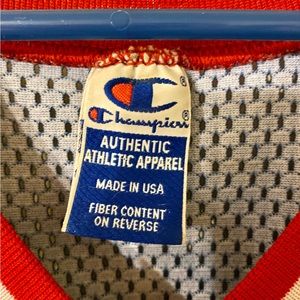 Champion
AUTHENTIC
ATHLETIC APPAREL
MADE IN USA
FIBER CONTENT
ON REVERSE